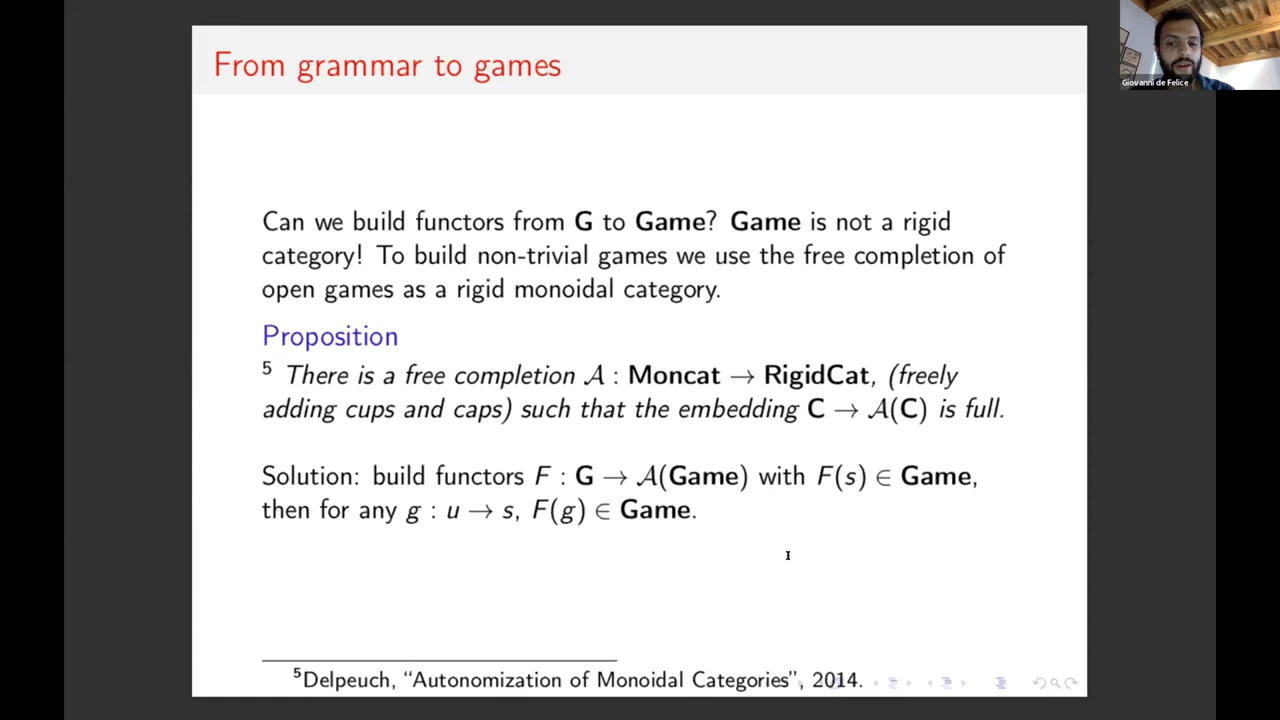 From grammar to games
Giovanni de Felice
Can we build functors from G to Game? Game is not a rigid
category! To build non-trivial games we use the free completion of
open games as a rigid monoidal category.
Proposition
⁵ There is a free completion 𝒜 : Moncat → RigidCat, (freely
adding cups and caps) such that the embedding C → 𝒜(C) is full.
Solution: build functors F : G → 𝒜(Game) with F(s) ∈ Game,
then for any g : u → s, F(g) ∈ Game.
⁵Delpeuch, “Autonomization of Monoidal Categories”, 2014.